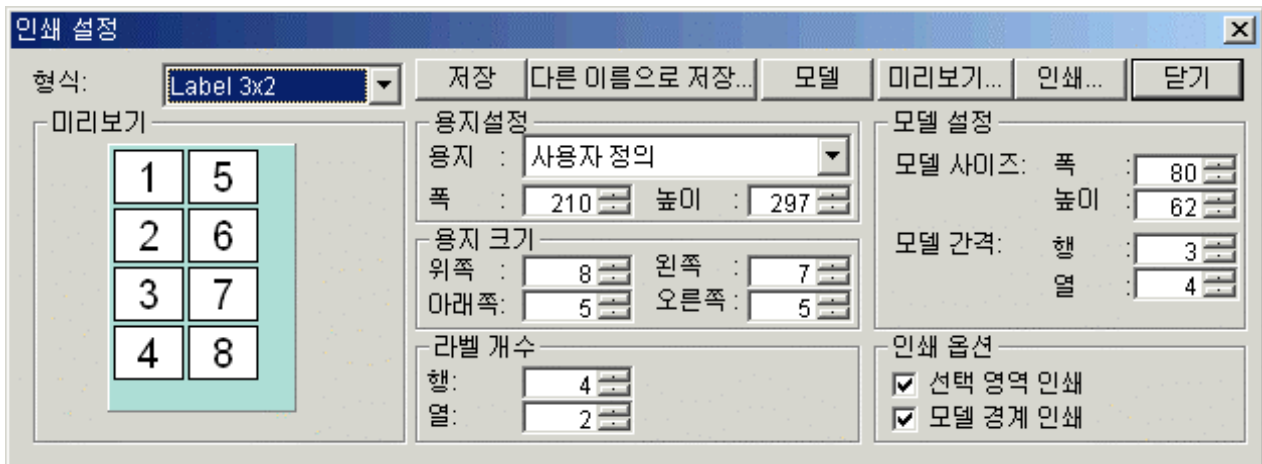 인쇄 설정
형식: Label 3x2
저장 다른 이름으로 저장... 모델 미리보기... 인쇄... 닫기
미리보기
1 5
2 6
3 7
4 8
용지설정
용지 : 사용자 정의
폭 : 210 높이 : 297
용지 크기
위쪽 : 8 왼쪽 : 7
아래쪽: 5 오른쪽 : 5
라벨 개수
행: 4
열: 2
모델 설정
모델 사이즈: 폭 : 80
높이 : 62
모델 간격: 행 : 3
열 : 4
인쇄 옵션
선택 영역 인쇄
모델 경계 인쇄